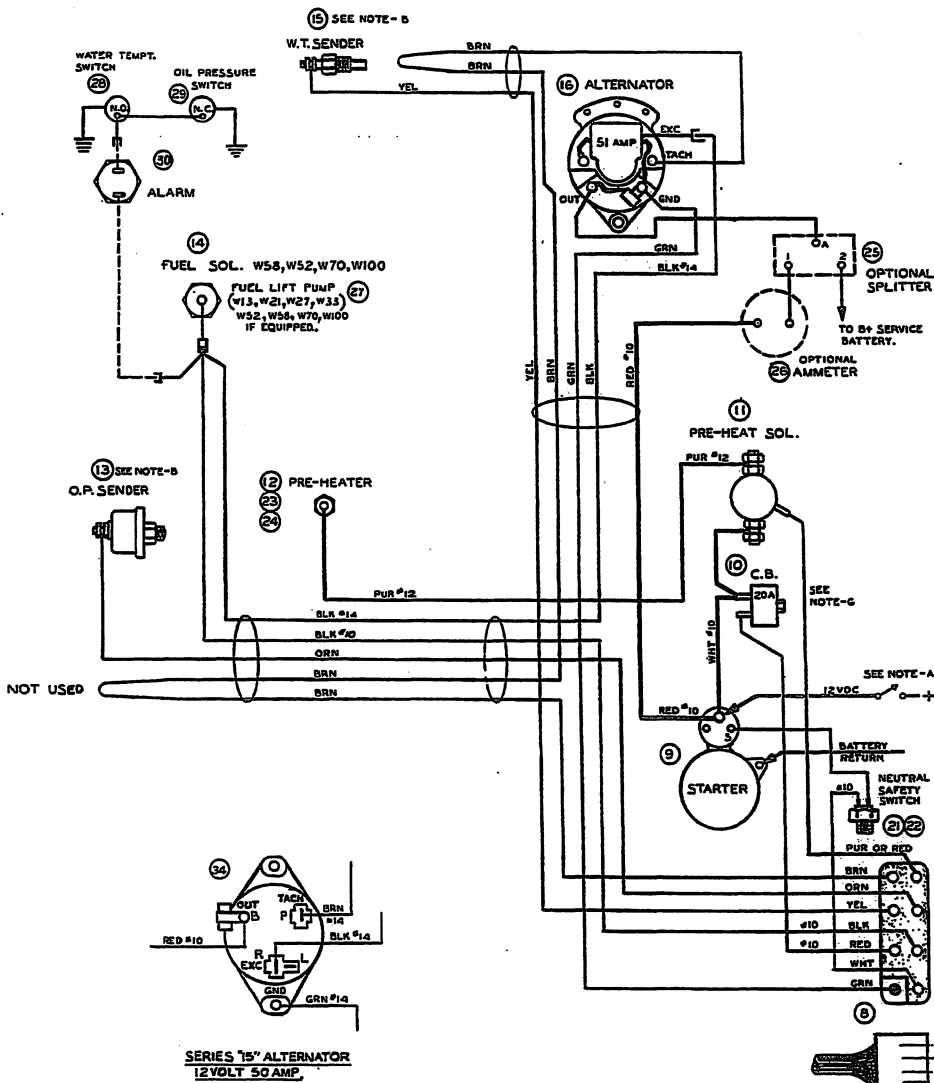 15 SEE NOTE-B
W.T. SENDER
BRN
BRN
YEL
WATER TEMPT.
SWITCH
28
OIL PRESSURE
SWITCH
29
N.O.
N.C.
30
ALARM
16 ALTERNATOR
51 AMP
EXC
TACH
OUT
GND
GRN
BLK #14
14
FUEL SOL. W58,W52,W70,W100
FUEL LIFT PUMP 27
(W13,W21,W27,W33)
W52,W58,W70,W100
IF EQUIPPED.
A
1
2
25
OPTIONAL
SPLITTER
TO B+ SERVICE
BATTERY.
OPTIONAL
26 AMMETER
YEL
BRN
GRN
BLK
RED #10
11
PRE-HEAT SOL.
PUR #12
13 SEE NOTE-B
O.P. SENDER
12 PRE-HEATER
23
24
10
C.B.
20A
SEE
NOTE-G
PUR #12
BLK #14
BLK #10
ORN
BRN
BRN
NOT USED
WHT #10
SEE NOTE-A
12VDC
+
RED #10
S
BATTERY
RETURN
9
STARTER
#10
NEUTRAL
SAFETY
SWITCH
21 22
PUR OR RED
BRN
ORN
YEL
#10 BLK
#10 RED
WHT
GRN
8
34
OUT
B
TACH
P
BRN
#14
BLK #14
RED #10
R
EXC
L
GND
GRN #14
SERIES "15" ALTERNATOR
12 VOLT 50 AMP.